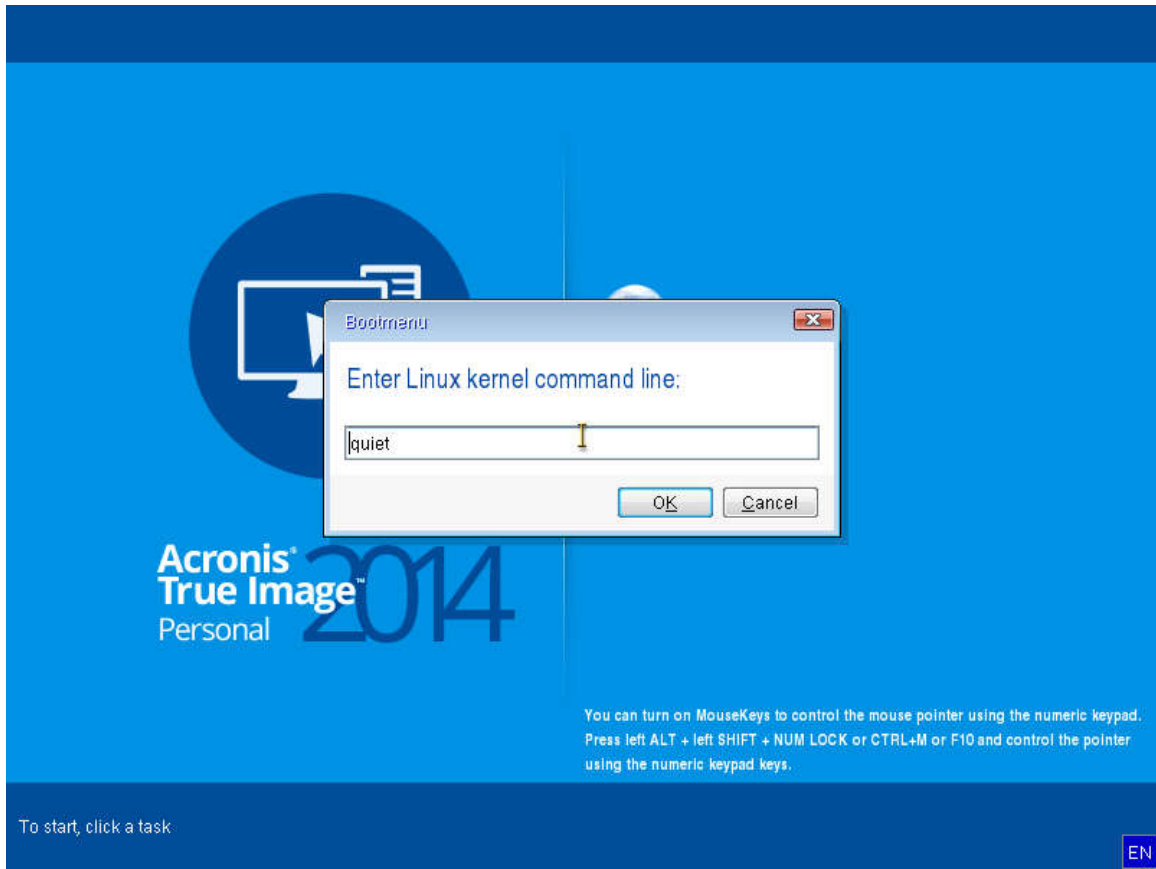 Bootmenu
Enter Linux kernel command line:
quiet
OK
Cancel
Acronis®
True Image™
2014
Personal
You can turn on MouseKeys to control the mouse pointer using the numeric keypad.
Press left ALT + left SHIFT + NUM LOCK or CTRL+M or F10 and control the pointer
using the numeric keypad keys.
To start, click a task
EN